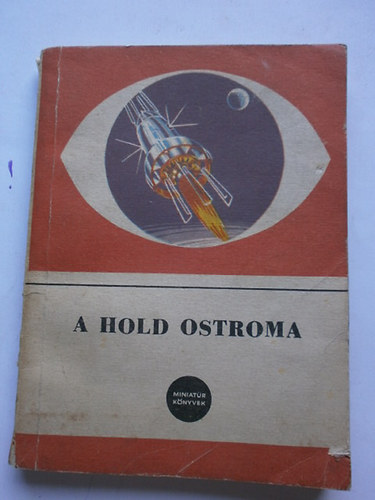 A HOLD OSTROMA
MINIATŰR
KÖNYVEK